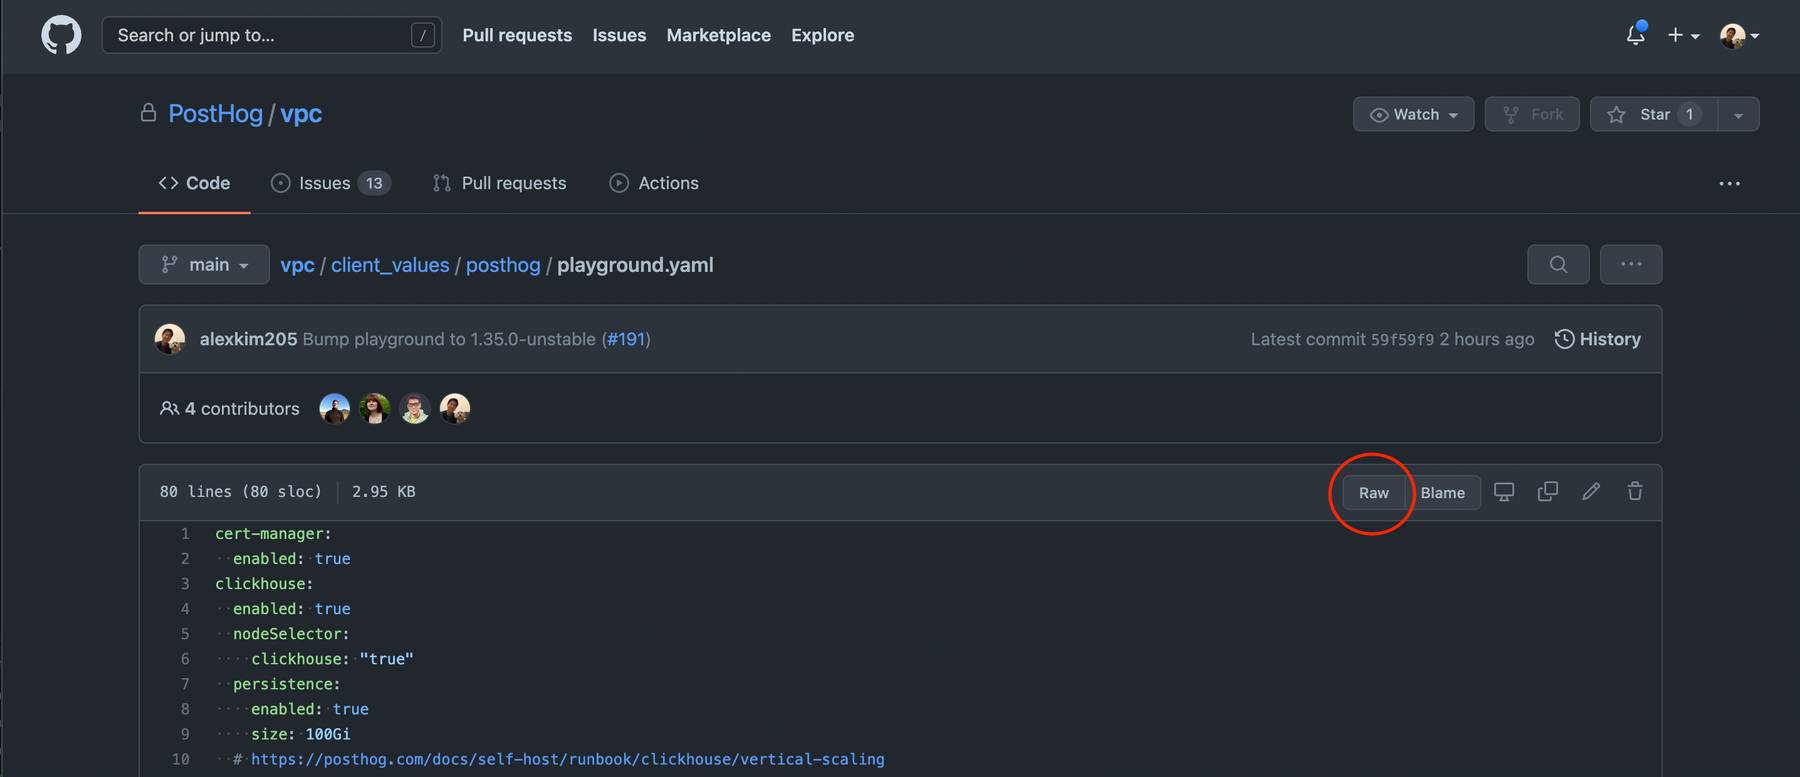 Search or jump to... / Pull requests Issues Marketplace Explore
PostHog / vpc Watch Fork Star 1
Code Issues 13 Pull requests Actions
main vpc / client_values / posthog / playground.yaml
alexkim205 Bump playground to 1.35.0-unstable (#191) Latest commit 59f59f9 2 hours ago History
4 contributors
80 lines (80 sloc) 2.95 KB Raw Blame
1 cert-manager:
2 enabled: true
3 clickhouse:
4 enabled: true
5 nodeSelector:
6 clickhouse: "true"
7 persistence:
8 enabled: true
9 size: 100Gi
10 # https://posthog.com/docs/self-host/runbook/clickhouse/vertical-scaling